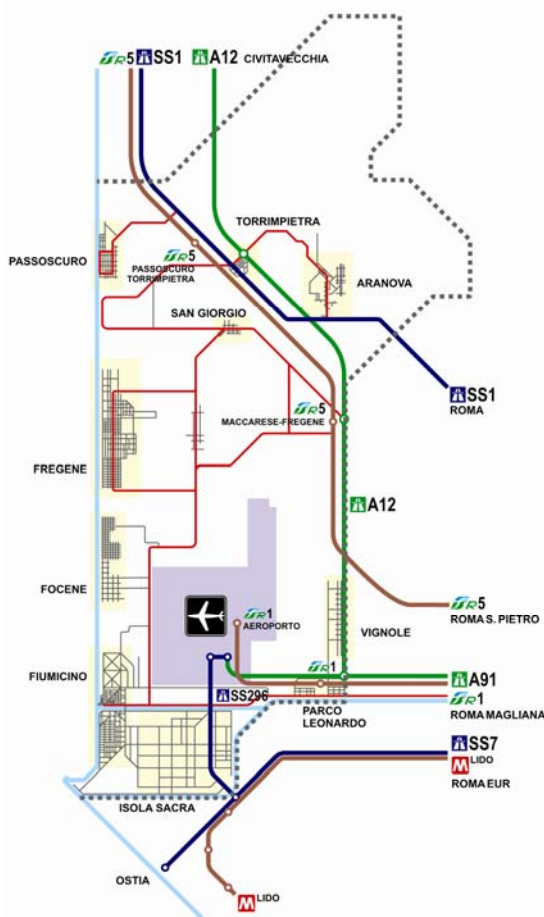 FR5 SS1 A12 CIVITAVECCHIA
TORRIMPIETRA
PASSOSCURO
FR5
PASSOSCURO
TORRIMPIETRA
ARANOVA
SAN GIORGIO
SS1
ROMA
FR5
MACCARESE-FREGENE
FREGENE
A12
FOCENE
FR1
AEROPORTO
FR5
ROMA S. PIETRO
VIGNOLE
FIUMICINO
FR1
A91
SS296
PARCO
LEONARDO
FR1
ROMA MAGLIANA
SS7
M LIDO
ROMA EUR
ISOLA SACRA
OSTIA
M LIDO